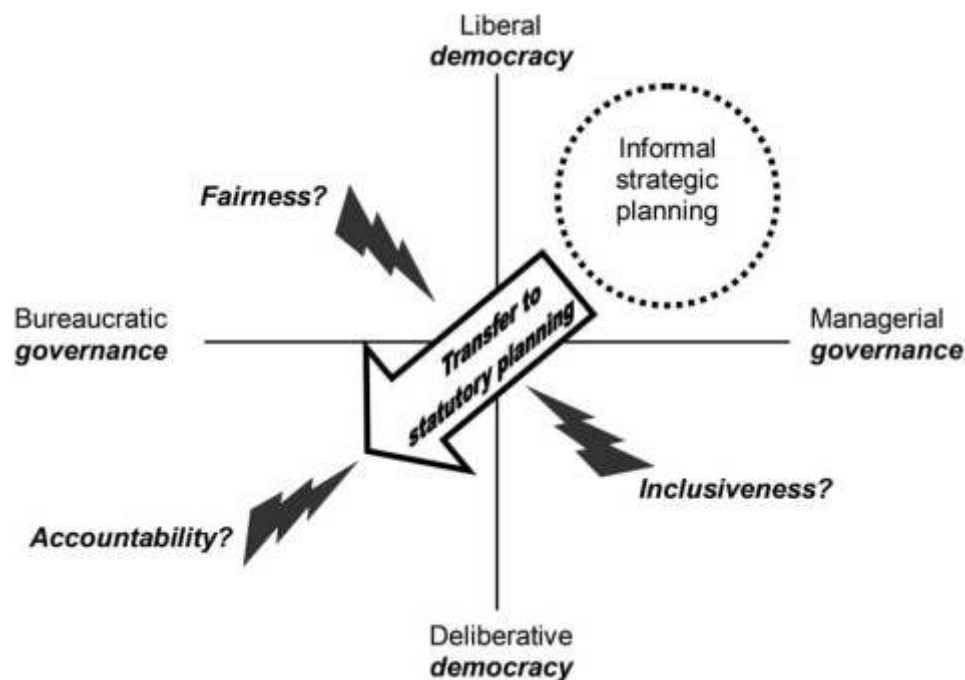 Liberal
democracy
Informal
strategic
planning
Fairness?
Bureaucratic
governance
Transfer to
statutory planning
Managerial
governance
Inclusiveness?
Accountability?
Deliberative
democracy